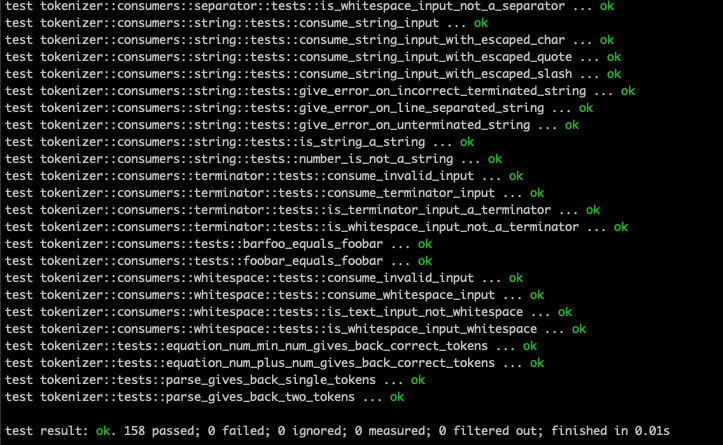 test tokenizer::consumers::separator::tests::is_whitespace_input_not_a_separator ... ok
test tokenizer::consumers::string::tests::consume_string_input ... ok
test tokenizer::consumers::string::tests::consume_string_input_with_escaped_char ... ok
test tokenizer::consumers::string::tests::consume_string_input_with_escaped_quote ... ok
test tokenizer::consumers::string::tests::consume_string_input_with_escaped_slash ... ok
test tokenizer::consumers::string::tests::give_error_on_incorrect_terminated_string ... ok
test tokenizer::consumers::string::tests::give_error_on_line_separated_string ... ok
test tokenizer::consumers::string::tests::give_error_on_unterminated_string ... ok
test tokenizer::consumers::string::tests::is_string_a_string ... ok
test tokenizer::consumers::string::tests::number_is_not_a_string ... ok
test tokenizer::consumers::terminator::tests::consume_invalid_input ... ok
test tokenizer::consumers::terminator::tests::consume_terminator_input ... ok
test tokenizer::consumers::terminator::tests::is_terminator_input_a_terminator ... ok
test tokenizer::consumers::terminator::tests::is_whitespace_input_not_a_terminator ... ok
test tokenizer::consumers::tests::barfoo_equals_foobar ... ok
test tokenizer::consumers::tests::foobar_equals_foobar ... ok
test tokenizer::consumers::whitespace::tests::consume_invalid_input ... ok
test tokenizer::consumers::whitespace::tests::consume_whitespace_input ... ok
test tokenizer::consumers::whitespace::tests::is_text_input_not_whitespace ... ok
test tokenizer::consumers::whitespace::tests::is_whitespace_input_whitespace ... ok
test tokenizer::tests::equation_num_min_num_gives_back_correct_tokens ... ok
test tokenizer::tests::equation_num_plus_num_gives_back_correct_tokens ... ok
test tokenizer::tests::parse_gives_back_single_tokens ... ok
test tokenizer::tests::parse_gives_back_two_tokens ... ok
test result: ok. 158 passed; 0 failed; 0 ignored; 0 measured; 0 filtered out; finished in 0.01s